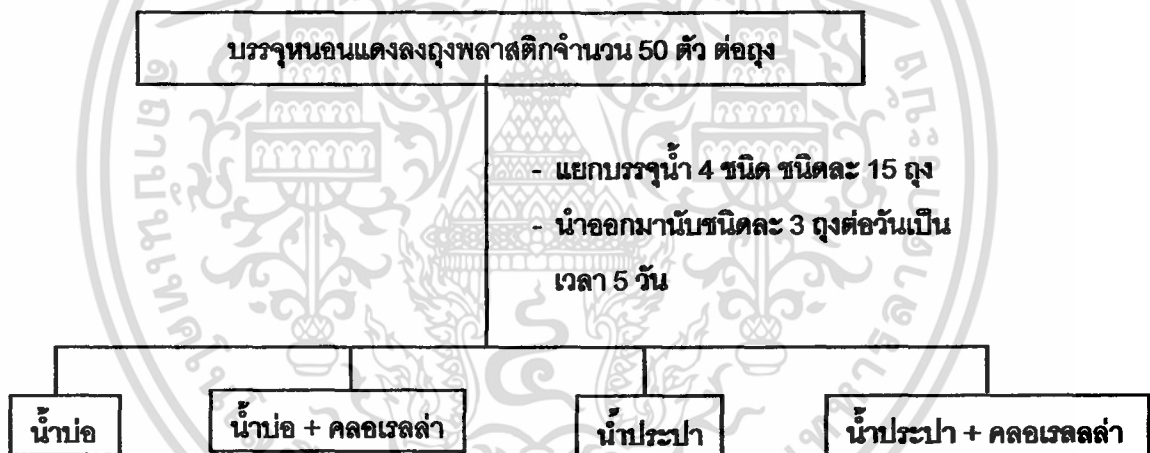 บรรจุหนอนแดงลงถุงพลาสติกจำนวน 50 ตัว ต่อถุง
- แยกบรรจุน้ำ 4 ชนิด ชนิดละ 15 ถุง
- นำออกมานับชนิดละ 3 ถุงต่อวันเป็น
เวลา 5 วัน
น้ำบ่อ
น้ำบ่อ + คลอเรลล่า
น้ำประปา
น้ำประปา + คลอเรลลล่า